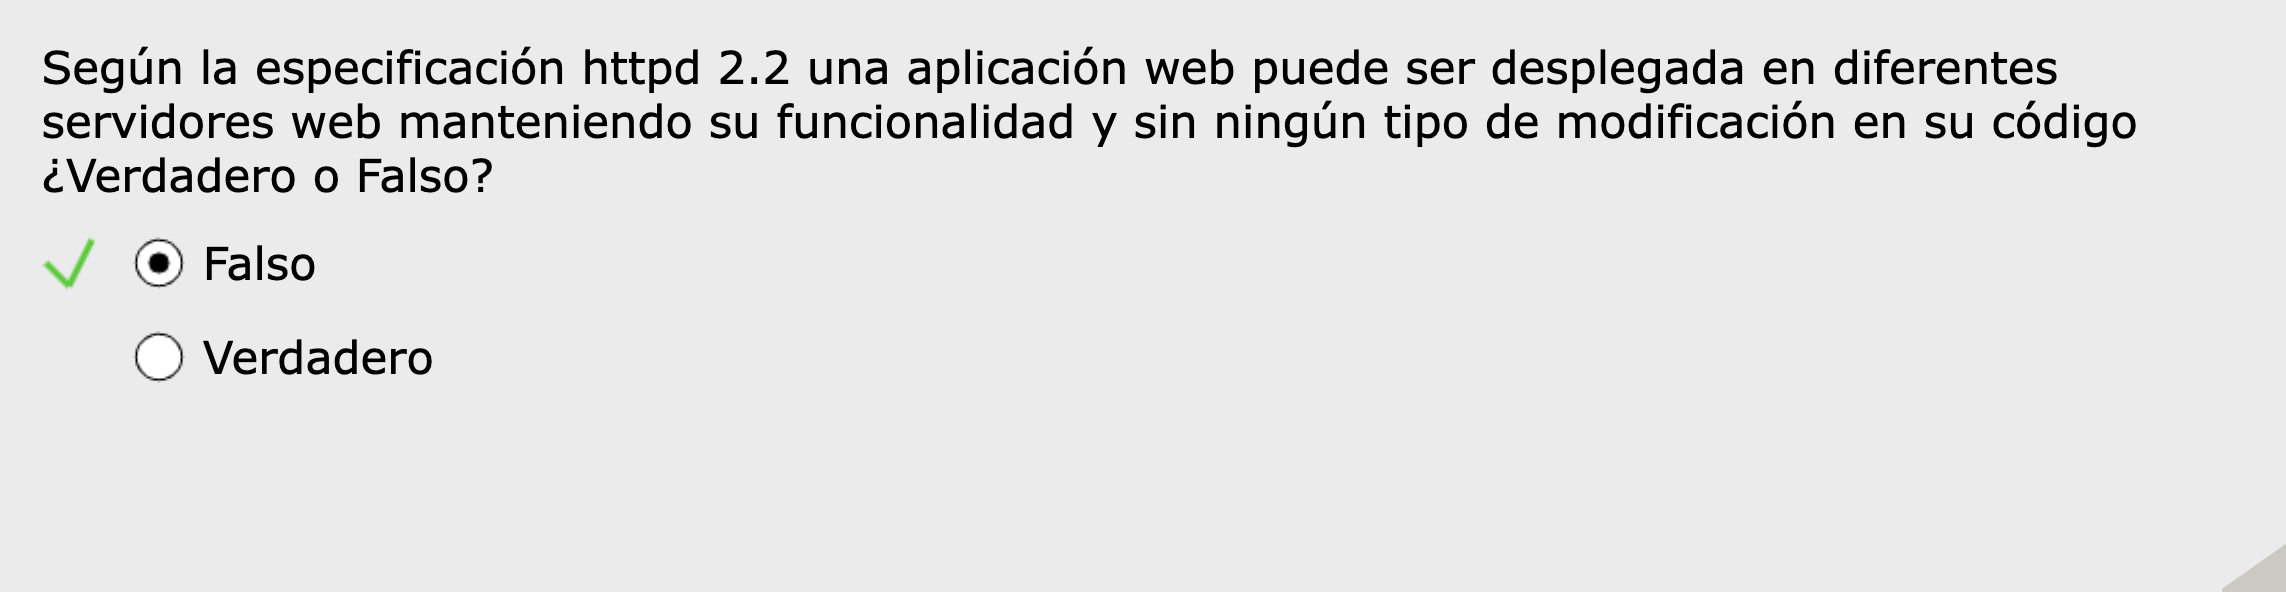 Según la especificación httpd 2.2 una aplicación web puede ser desplegada en diferentes
servidores web manteniendo su funcionalidad y sin ningún tipo de modificación en su código
¿Verdadero o Falso?
Falso
Verdadero